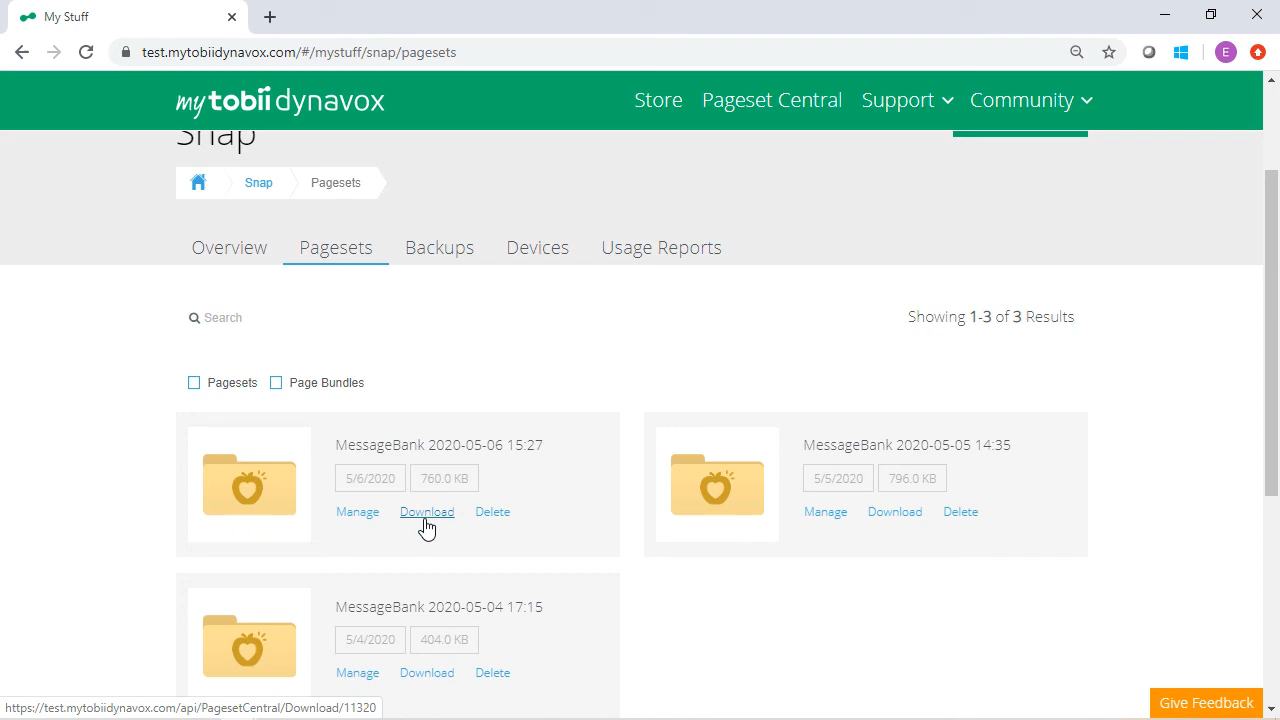 My Stuff
test.mytobiidynavox.com/#/mystuff/snap/pagesets
E
mytobiidynavox
Store Pageset Central Support Community
Snap
Snap Pagesets
Overview Pagesets Backups Devices Usage Reports
Search
Showing 1-3 of 3 Results
Pagesets Page Bundles
MessageBank 2020-05-06 15:27
5/6/2020 760.0 KB
Manage Download Delete
MessageBank 2020-05-05 14:35
5/5/2020 796.0 KB
Manage Download Delete
MessageBank 2020-05-04 17:15
5/4/2020 404.0 KB
Manage Download Delete
https://test.mytobiidynavox.com/api/PagesetCentral/Download/11320
Give Feedback